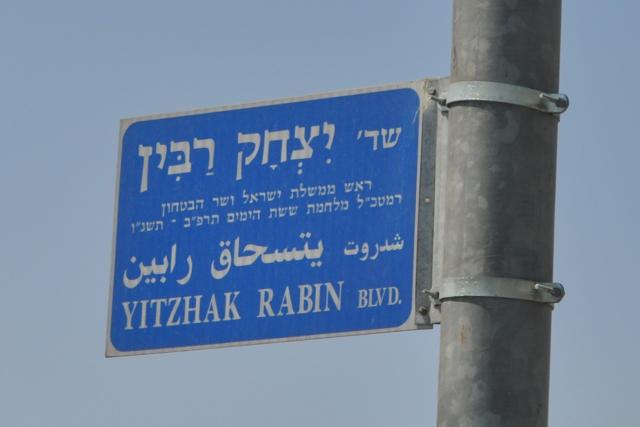 שד' יִצְחָק רַבִּין
ראש ממשלת ישראל ושר הבטחון
רמטכ"ל מלחמת ששת הימים תרפ"ב - תשנ"ו
شدروت يتسحاق رابين
YITZHAK RABIN BLVD.